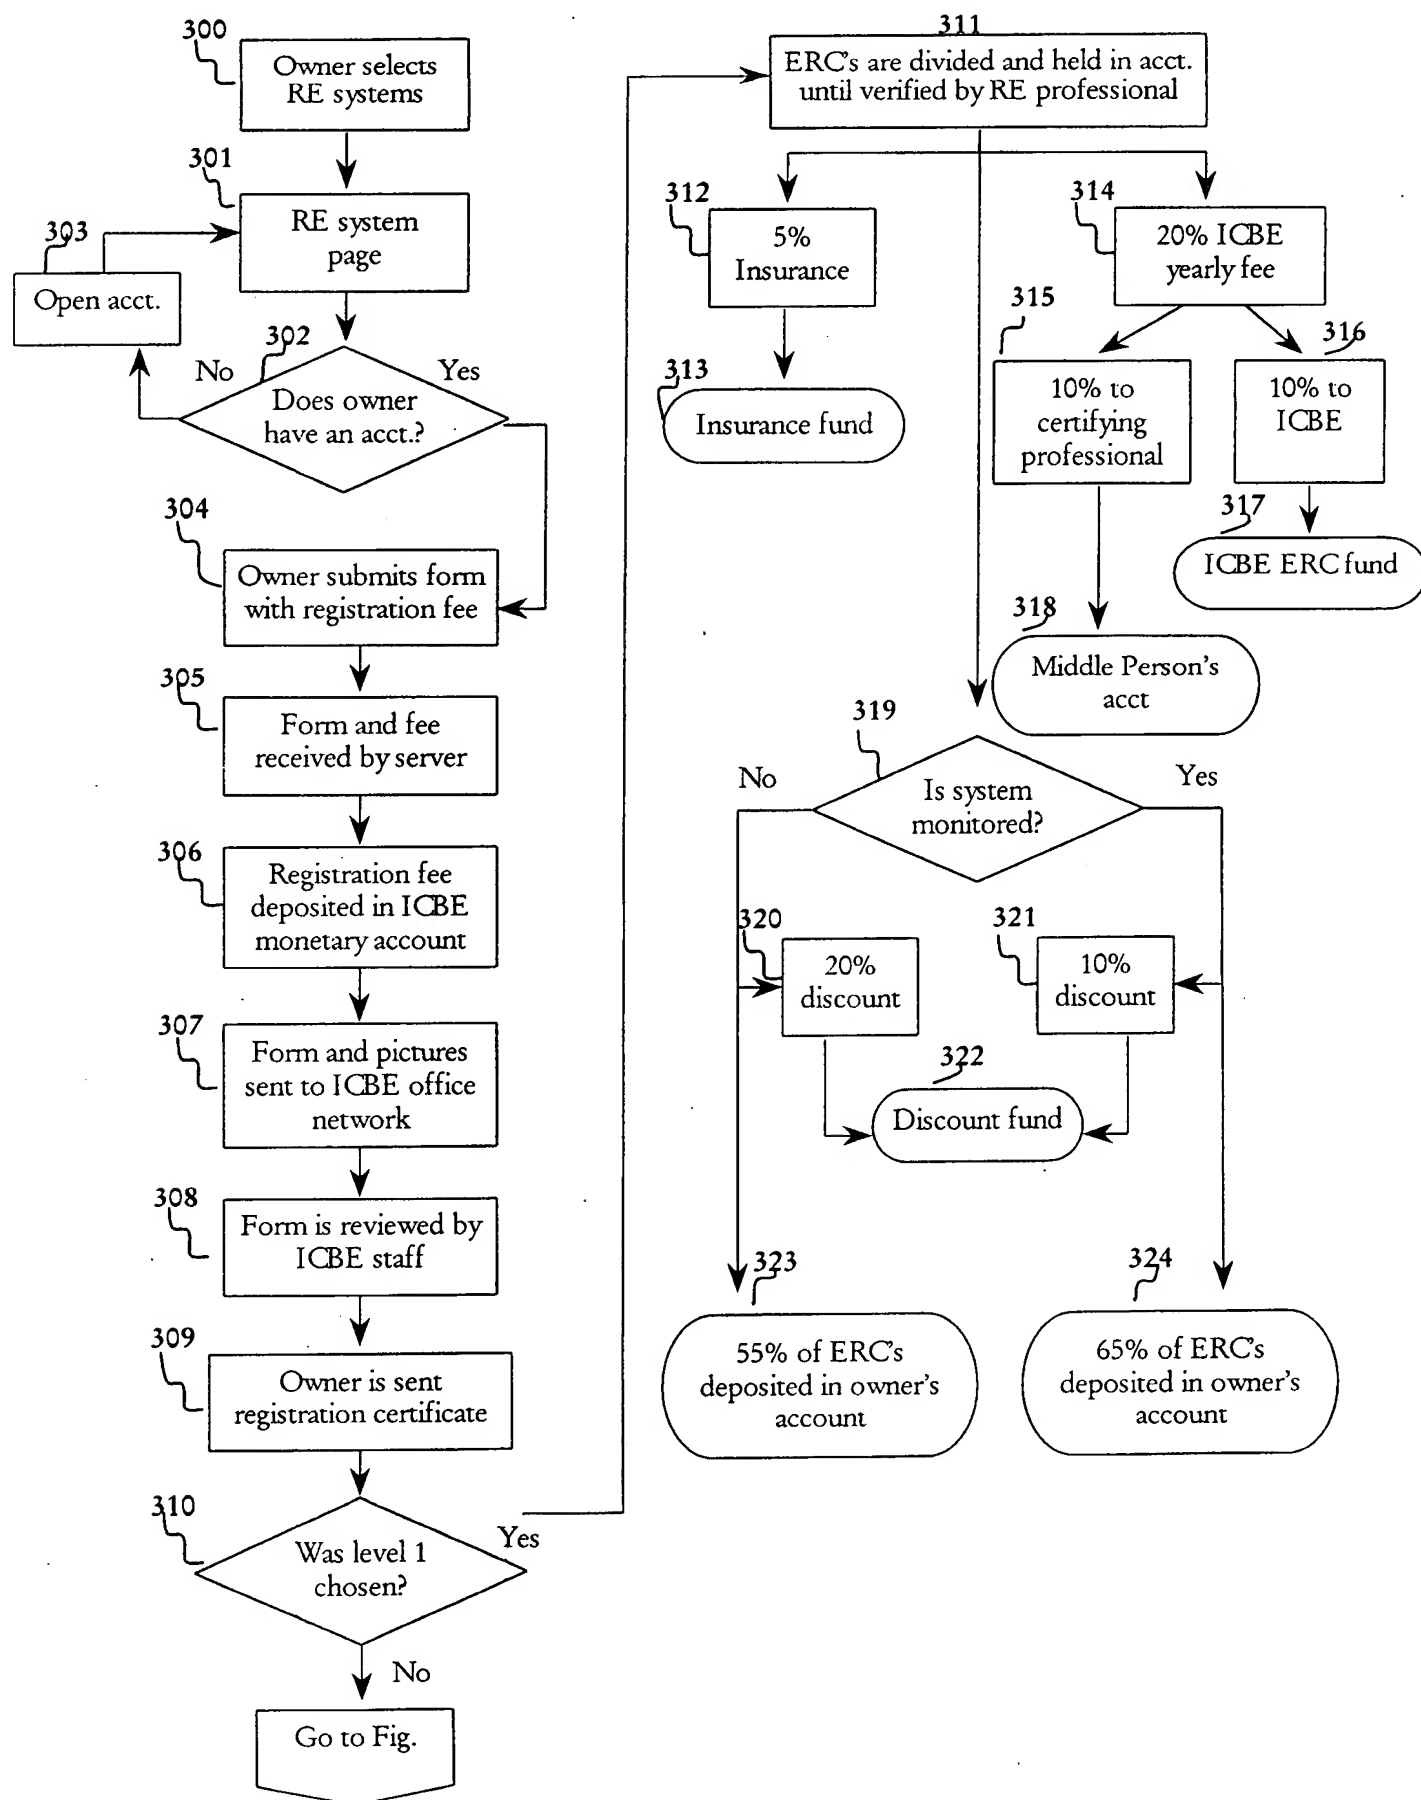 300
Owner selects
RE systems
301
RE system
page
303
Open acct.
302
No
Yes
Does owner
have an acct.?
304
Owner submits form
with registration fee
305
Form and fee
received by server
306
Registration fee
deposited in ICBE
monetary account
307
Form and pictures
sent to ICBE office
network
308
Form is reviewed by
ICBE staff
309
Owner is sent
registration certificate
310
Was level 1
chosen?
Yes
No
Go to Fig.
311
ERC's are divided and held in acct.
until verified by RE professional
312
5%
Insurance
313
Insurance fund
314
20% ICBE
yearly fee
315
10% to
certifying
professional
316
10% to
ICBE
317
ICBE ERC fund
318
Middle Person's
acct
319
No
Yes
Is system
monitored?
320
20%
discount
321
10%
discount
322
Discount fund
323
55% of ERC's
deposited in owner's
account
324
65% of ERC's
deposited in owner's
account